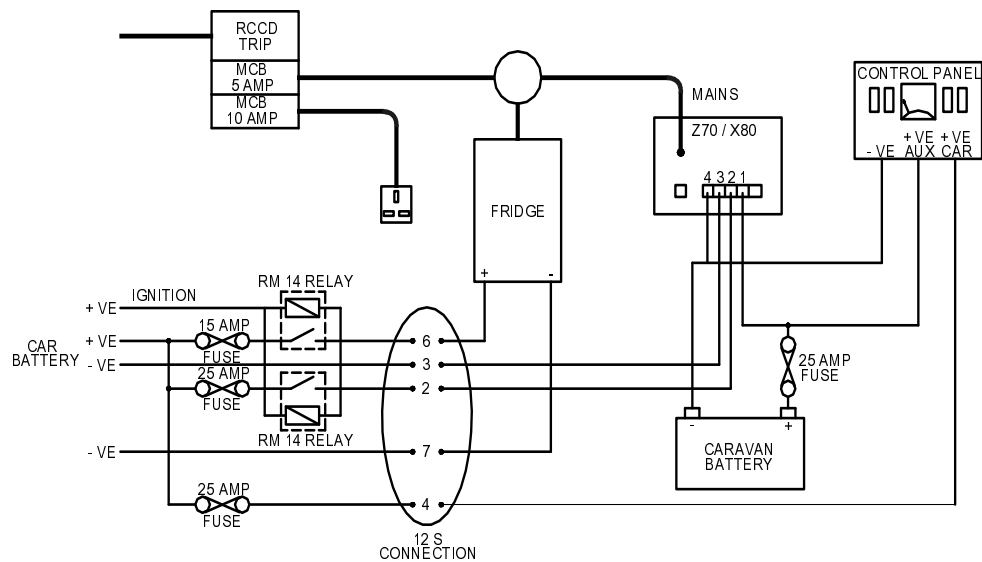 RCCD
TRIP
MCB
5 AMP
MCB
10 AMP
MAINS
Z70 / X80
4 3 2 1
CONTROL PANEL
- VE
+ VE
AUX
+ VE
CAR
FRIDGE
+ -
RM 14 RELAY
IGNITION
+ VE
15 AMP
FUSE
+ VE
CAR
BATTERY
- VE
25 AMP
FUSE
RM 14 RELAY
- VE
25 AMP
FUSE
6
3
2
7
4
12 S
CONNECTION
25 AMP
FUSE
- +
CARAVAN
BATTERY